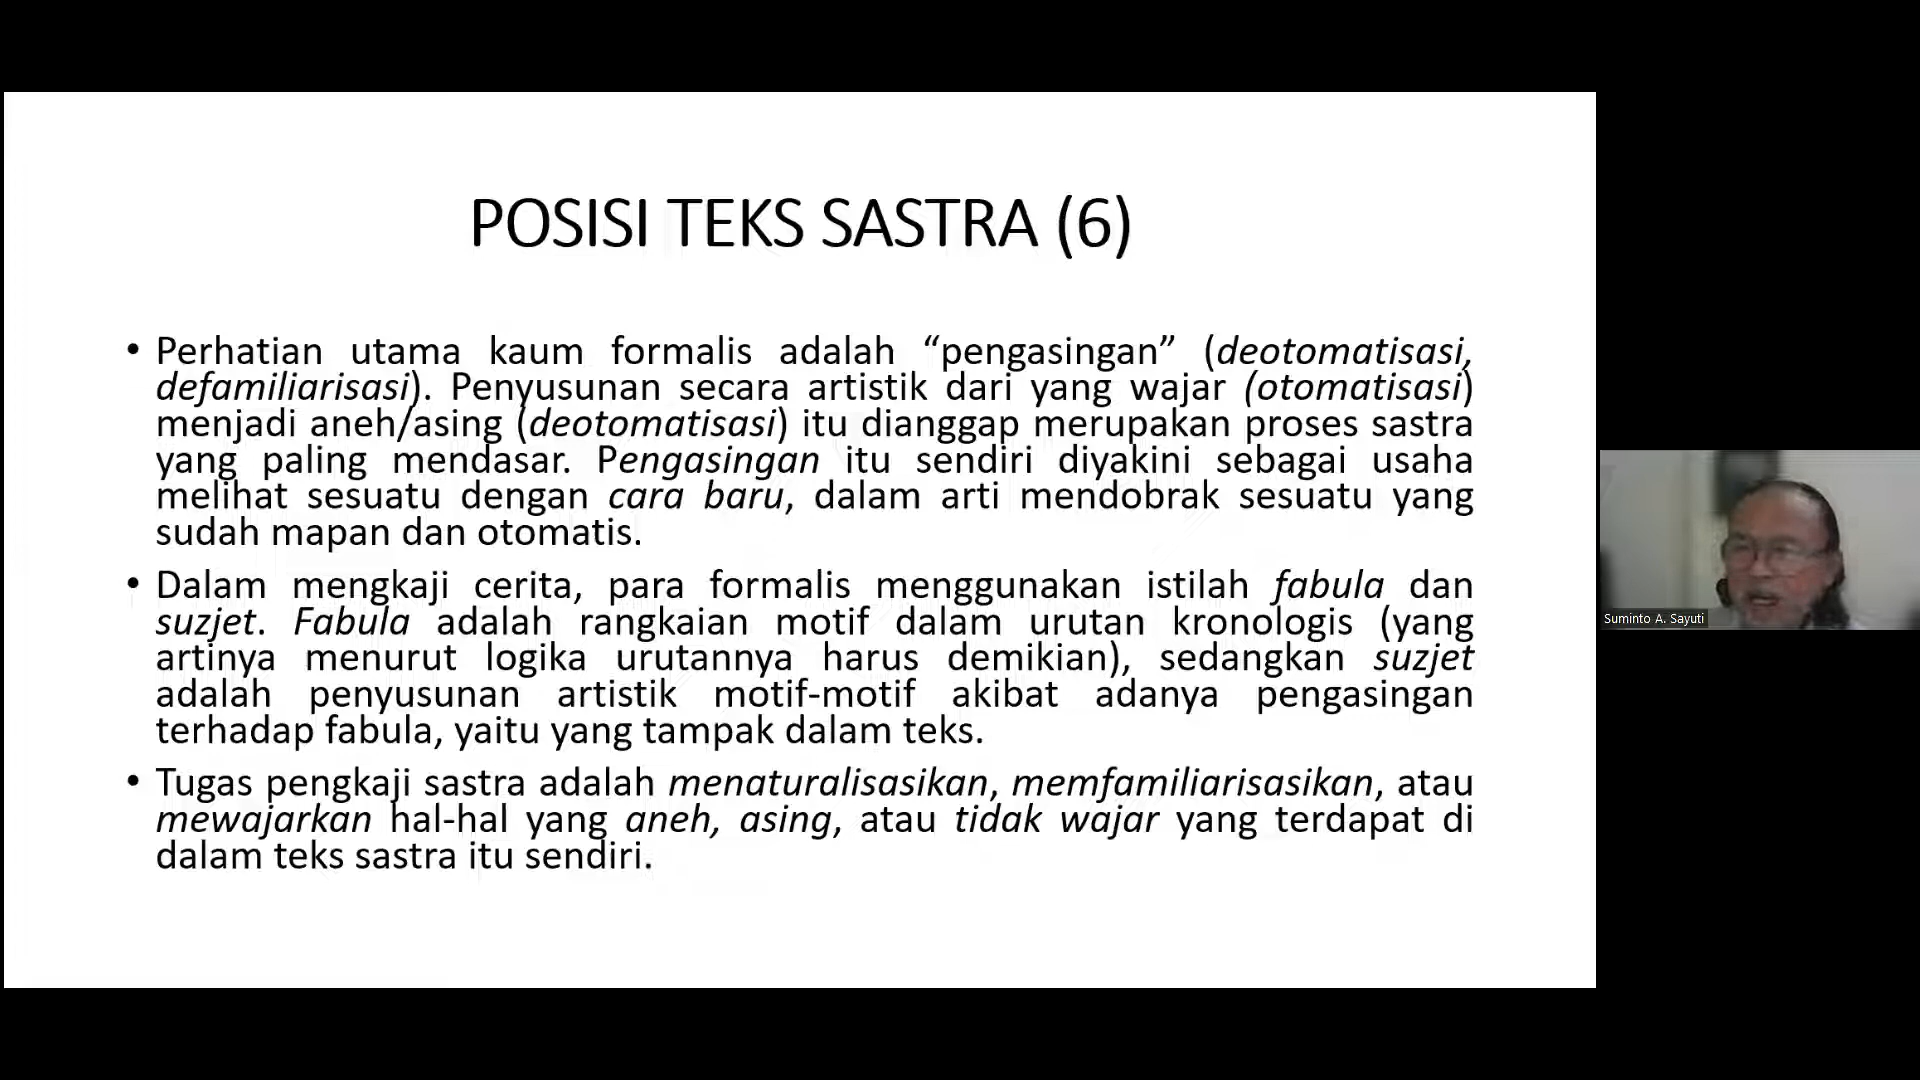 POSISI TEKS SASTRA (6)
• Perhatian utama kaum formalis adalah “pengasingan” (deotomatisasi,
defamiliarisasi). Penyusunan secara artistik dari yang wajar (otomatisasi)
menjadi aneh/asing (deotomatisasi) itu dianggap merupakan proses sastra
yang paling mendasar. Pengasingan itu sendiri diyakini sebagai usaha
melihat sesuatu dengan cara baru, dalam arti mendobrak sesuatu yang
sudah mapan dan otomatis.
• Dalam mengkaji cerita, para formalis menggunakan istilah fabula dan
suzjet. Fabula adalah rangkaian motif dalam urutan kronologis (yang
artinya menurut logika urutannya harus demikian), sedangkan suzjet
adalah penyusunan artistik motif-motif akibat adanya pengasingan
terhadap fabula, yaitu yang tampak dalam teks.
• Tugas pengkaji sastra adalah menaturalisasikan, memfamiliarisasikan, atau
mewajarkan hal-hal yang aneh, asing, atau tidak wajar yang terdapat di
dalam teks sastra itu sendiri.
Suminto A. Sayuti